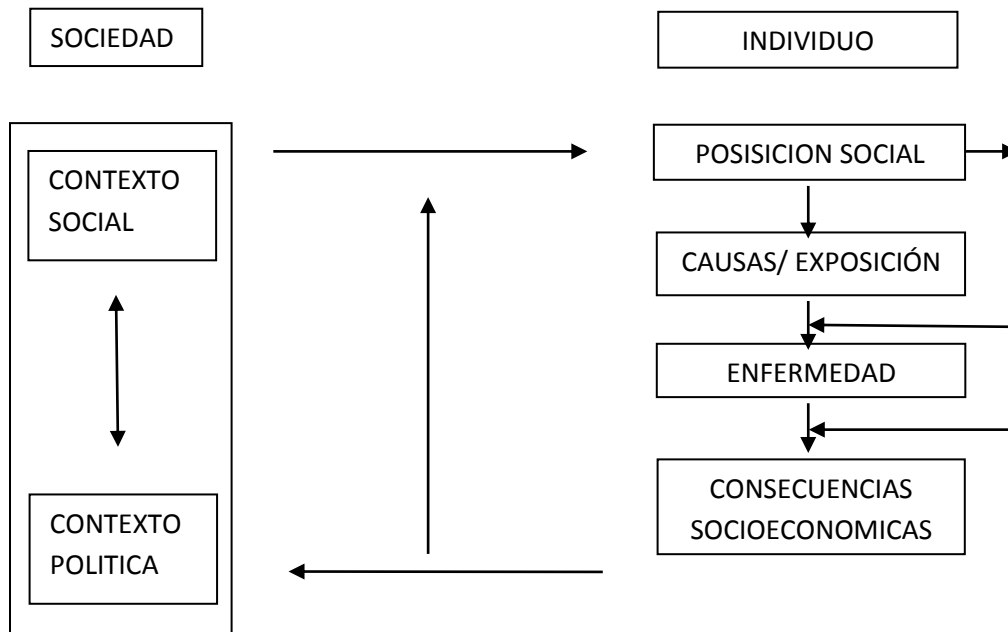 SOCIEDAD
INDIVIDUO
CONTEXTO
SOCIAL
CONTEXTO
POLITICA
POSISICION SOCIAL
CAUSAS/ EXPOSICIÓN
ENFERMEDAD
CONSECUENCIAS
SOCIOECONOMICAS